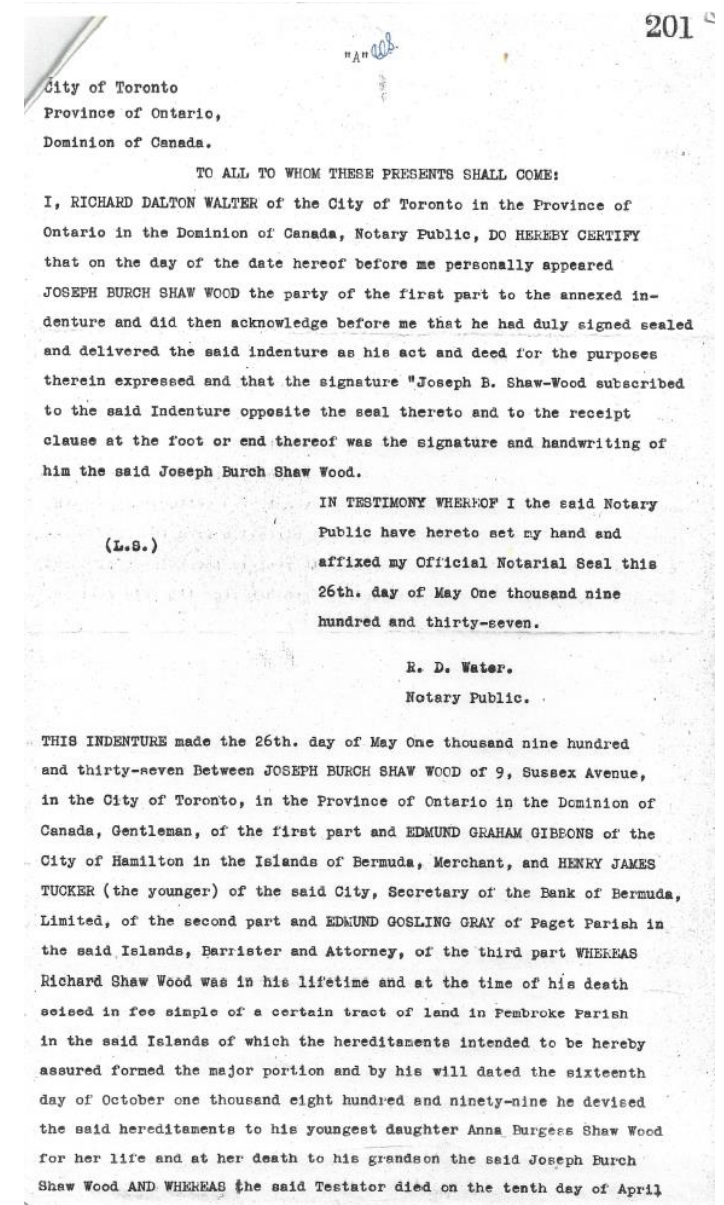 201
"A"
City of Toronto
Province of Ontario,
Dominion of Canada.
TO ALL TO WHOM THESE PRESENTS SHALL COME:
I, RICHARD DALTON WALTER of the City of Toronto in the Province of
Ontario in the Dominion of Canada, Notary Public, DO HEREBY CERTIFY
that on the day of the date hereof before me personally appeared
JOSEPH BURCH SHAW WOOD the party of the first part to the annexed in-
denture and did then acknowledge before me that he had duly signed sealed
and delivered the said indenture as his act and deed for the purposes
therein expressed and that the signature "Joseph B. Shaw-Wood subscribed
to the said Indenture opposite the seal thereto and to the receipt
clause at the foot or end thereof was the signature and handwriting of
him the said Joseph Burch Shaw Wood.
IN TESTIMONY WHEREOF I the said Notary
Public have hereto set my hand and
(L.S.)
affixed my Official Notarial Seal this
26th. day of May One thousand nine
hundred and thirty-seven.
R. D. Water.
Notary Public.
THIS INDENTURE made the 26th. day of May One thousand nine hundred
and thirty-seven Between JOSEPH BURCH SHAW WOOD of 9, Sussex Avenue,
in the City of Toronto, in the Province of Ontario in the Dominion of
Canada, Gentleman, of the first part and EDMUND GRAHAM GIBBONS of the
City of Hamilton in the Islands of Bermuda, Merchant, and HENRY JAMES
TUCKER (the younger) of the said City, Secretary of the Bank of Bermuda,
Limited, of the second part and EDMUND GOSLING GRAY of Paget Parish in
the said Islands, Barrister and Attorney, of the third part WHEREAS
Richard Shaw Wood was in his lifetime and at the time of his death
seised in fee simple of a certain tract of land in Pembroke Parish
in the said Islands of which the hereditaments intended to be hereby
assured formed the major portion and by his will dated the sixteenth
day of October one thousand eight hundred and ninety-nine he devised
the said hereditaments to his youngest daughter Anna Burgess Shaw Wood
for her life and at her death to his grandson the said Joseph Burch
Shaw Wood AND WHEREAS the said Testator died on the tenth day of April